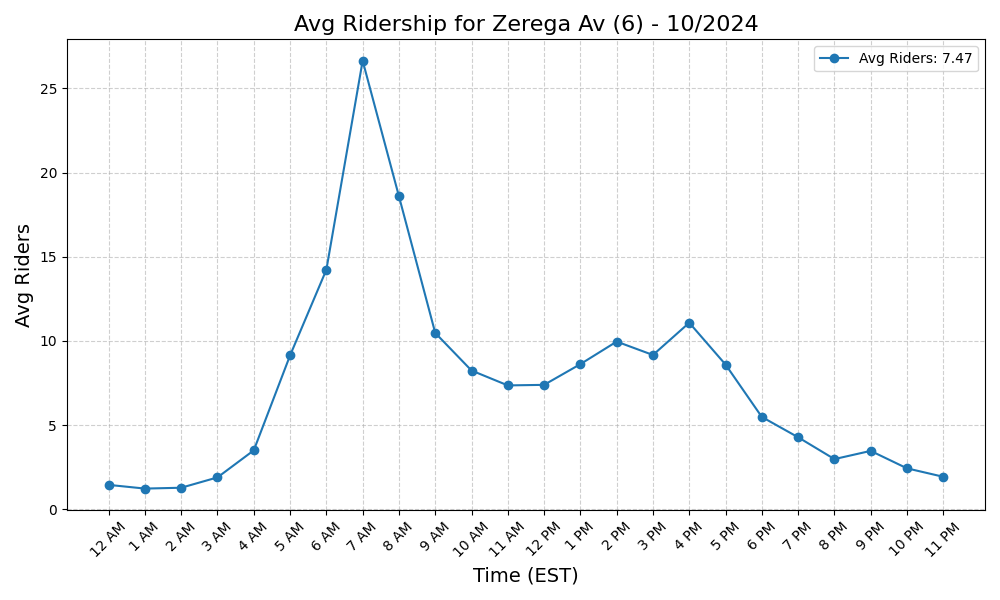 Avg Ridership for Zerega Av (6) - 10/2024
Avg Riders: 7.47
Avg Riders
25
20
15
10
5
0
12 AM
1 AM
2 AM
3 AM
4 AM
5 AM
6 AM
7 AM
8 AM
9 AM
10 AM
11 AM
12 PM
1 PM
2 PM
3 PM
4 PM
5 PM
6 PM
7 PM
8 PM
9 PM
10 PM
11 PM
Time (EST)